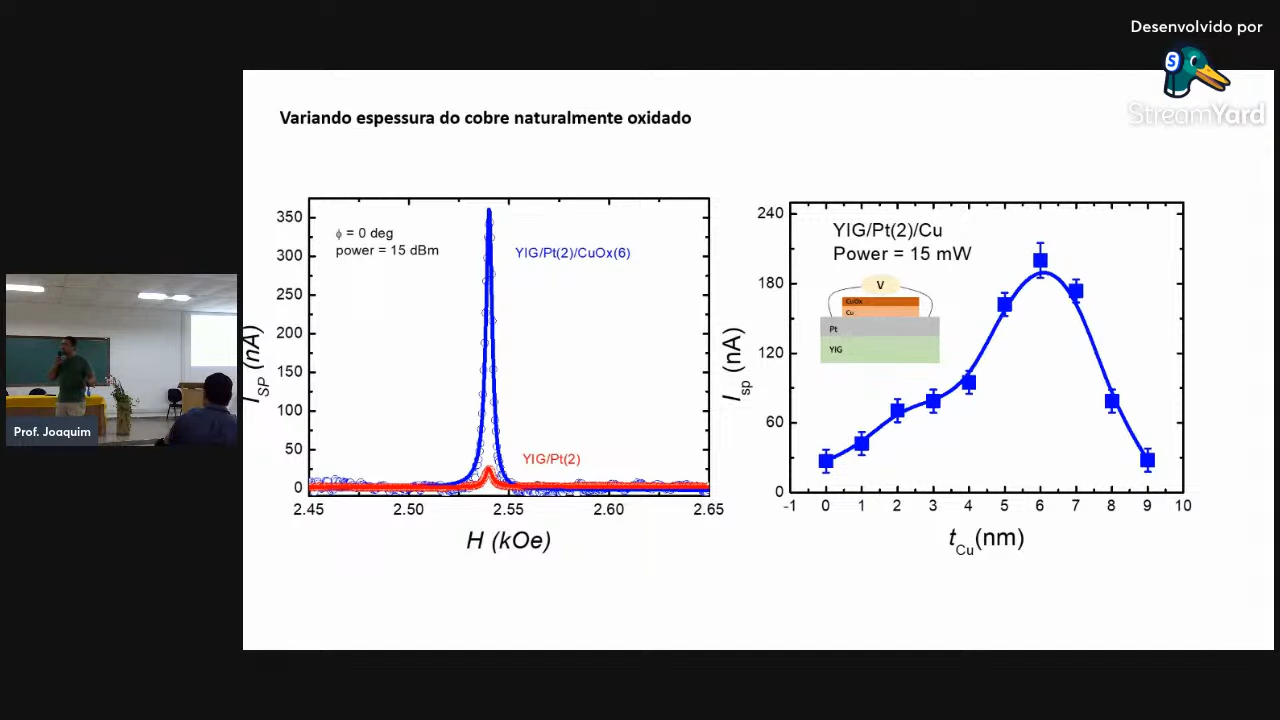 Desenvolvido por
S
StreamYard
Variando espessura do cobre naturalmente oxidado
350
300
250
200
150
100
50
0
I_SP (nA)
ϕ = 0 deg
power = 15 dBm
YIG/Pt(2)/CuOx(6)
YIG/Pt(2)
2.45 2.50 2.55 2.60 2.65
H (kOe)
240
180
120
60
0
I_sp (nA)
YIG/Pt(2)/Cu
Power = 15 mW
V
CuOx
Cu
Pt
YIG
-1 0 1 2 3 4 5 6 7 8 9 10
t_Cu(nm)
Prof. Joaquim